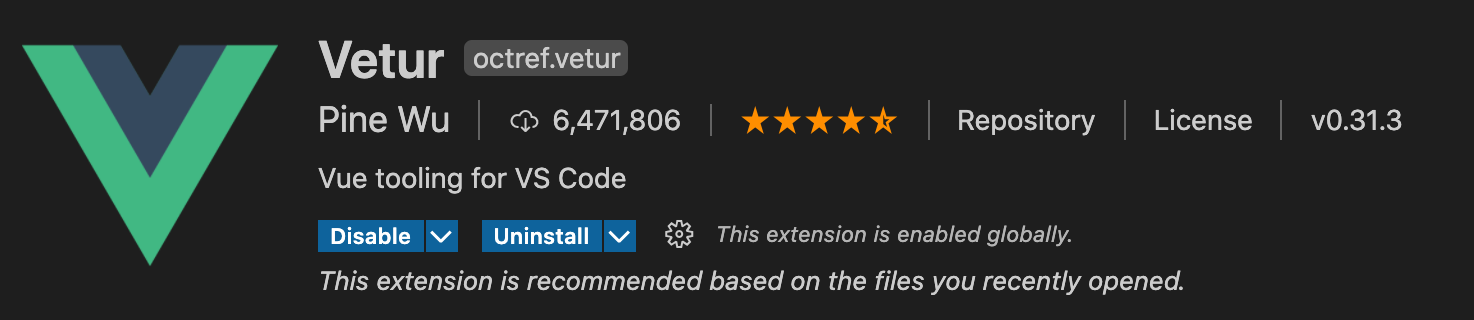 Vetur octref.vetur
Pine Wu 6,471,806 Repository License v0.31.3
Vue tooling for VS Code
Disable Uninstall This extension is enabled globally.
This extension is recommended based on the files you recently opened.